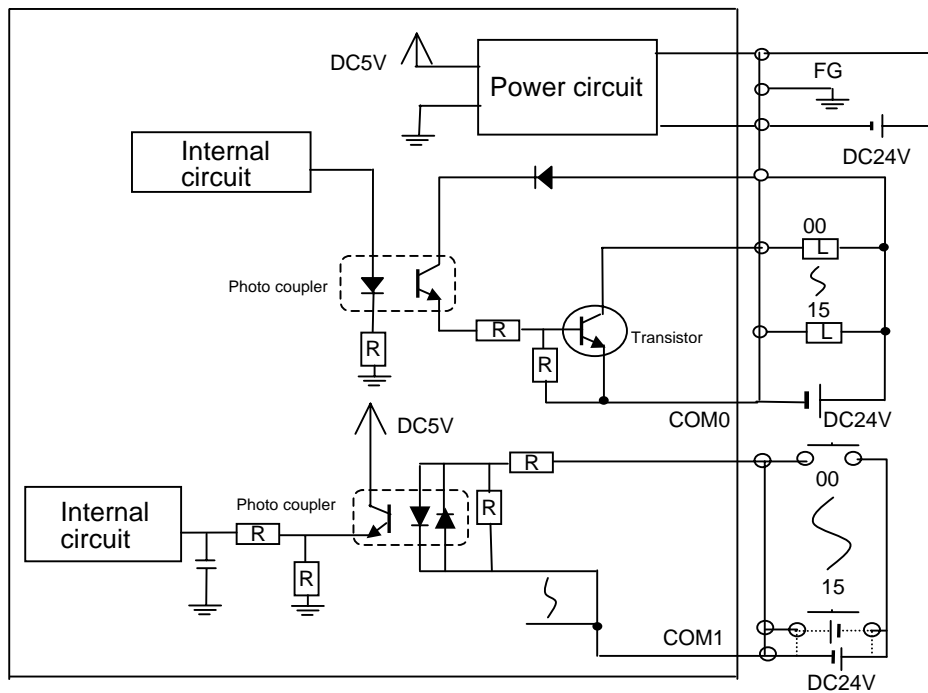 DC5V
Power circuit
FG
DC24V
Internal
circuit
00
L
Photo coupler
15
R
Transistor
L
R
R
COM0
DC24V
DC5V
R
00
Photo coupler
Internal
circuit
R
R
R
15
COM1
DC24V